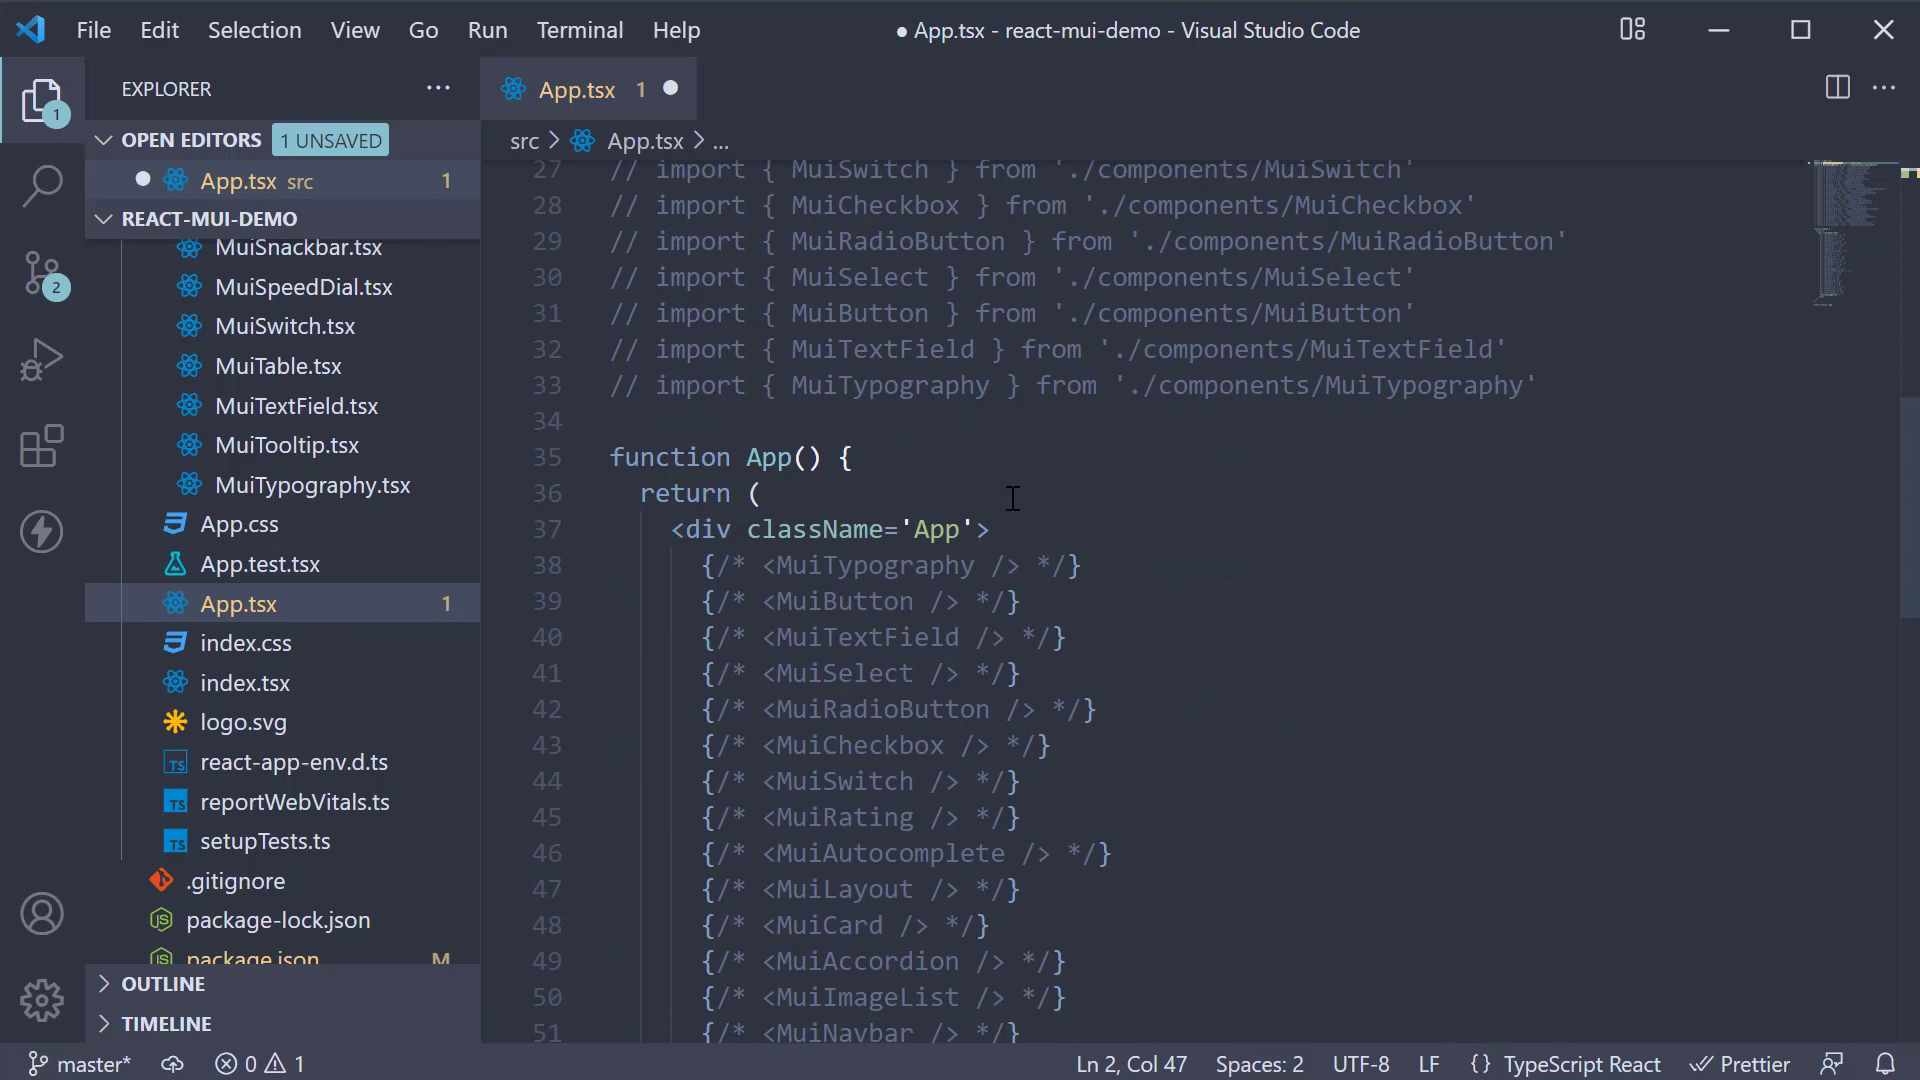 File Edit Selection View Go Run Terminal Help
● App.tsx - react-mui-demo - Visual Studio Code
EXPLORER
OPEN EDITORS 1 UNSAVED
App.tsx src 1
REACT-MUI-DEMO
MuiSnackbar.tsx
MuiSpeedDial.tsx
MuiSwitch.tsx
MuiTable.tsx
MuiTextField.tsx
MuiTooltip.tsx
MuiTypography.tsx
App.css
App.test.tsx
App.tsx 1
index.css
index.tsx
logo.svg
react-app-env.d.ts
reportWebVitals.ts
setupTests.ts
.gitignore
package-lock.json
package.json M
OUTLINE
TIMELINE
1
2
App.tsx 1
src > App.tsx > ...
27 // import { MuiSwitch } from './components/MuiSwitch'
28 // import { MuiCheckbox } from './components/MuiCheckbox'
29 // import { MuiRadioButton } from './components/MuiRadioButton'
30 // import { MuiSelect } from './components/MuiSelect'
31 // import { MuiButton } from './components/MuiButton'
32 // import { MuiTextField } from './components/MuiTextField'
33 // import { MuiTypography } from './components/MuiTypography'
34
35 function App() {
36 return (
37 <div className='App'>
38 {/* <MuiTypography /> */}
39 {/* <MuiButton /> */}
40 {/* <MuiTextField /> */}
41 {/* <MuiSelect /> */}
42 {/* <MuiRadioButton /> */}
43 {/* <MuiCheckbox /> */}
44 {/* <MuiSwitch /> */}
45 {/* <MuiRating /> */}
46 {/* <MuiAutocomplete /> */}
47 {/* <MuiLayout /> */}
48 {/* <MuiCard /> */}
49 {/* <MuiAccordion /> */}
50 {/* <MuiImageList /> */}
51 {/* <MuiNavbar /> */}
master* 0 1
Ln 2, Col 47 Spaces: 2 UTF-8 LF {} TypeScript React Prettier